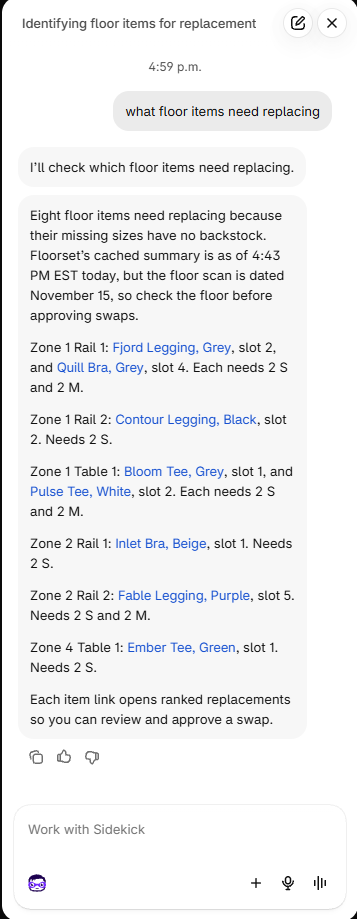 Identifying floor items for replacement
4:59 p.m.
what floor items need replacing
I'll check which floor items need replacing.
Eight floor items need replacing because
their missing sizes have no backstock.
Floorset's cached summary is as of 4:43
PM EST today, but the floor scan is dated
November 15, so check the floor before
approving swaps.
Zone 1 Rail 1: Fjord Legging, Grey, slot 2,
and Quill Bra, Grey, slot 4. Each needs 2 S
and 2 M.
Zone 1 Rail 2: Contour Legging, Black, slot
2. Needs 2 S.
Zone 1 Table 1: Bloom Tee, Grey, slot 1, and
Pulse Tee, White, slot 2. Each needs 2 S
and 2 M.
Zone 2 Rail 1: Inlet Bra, Beige, slot 1. Needs
2 S.
Zone 2 Rail 2: Fable Legging, Purple, slot 5.
Needs 2 S and 2 M.
Zone 4 Table 1: Ember Tee, Green, slot 1.
Needs 2 S.
Each item link opens ranked replacements
so you can review and approve a swap.
Work with Sidekick